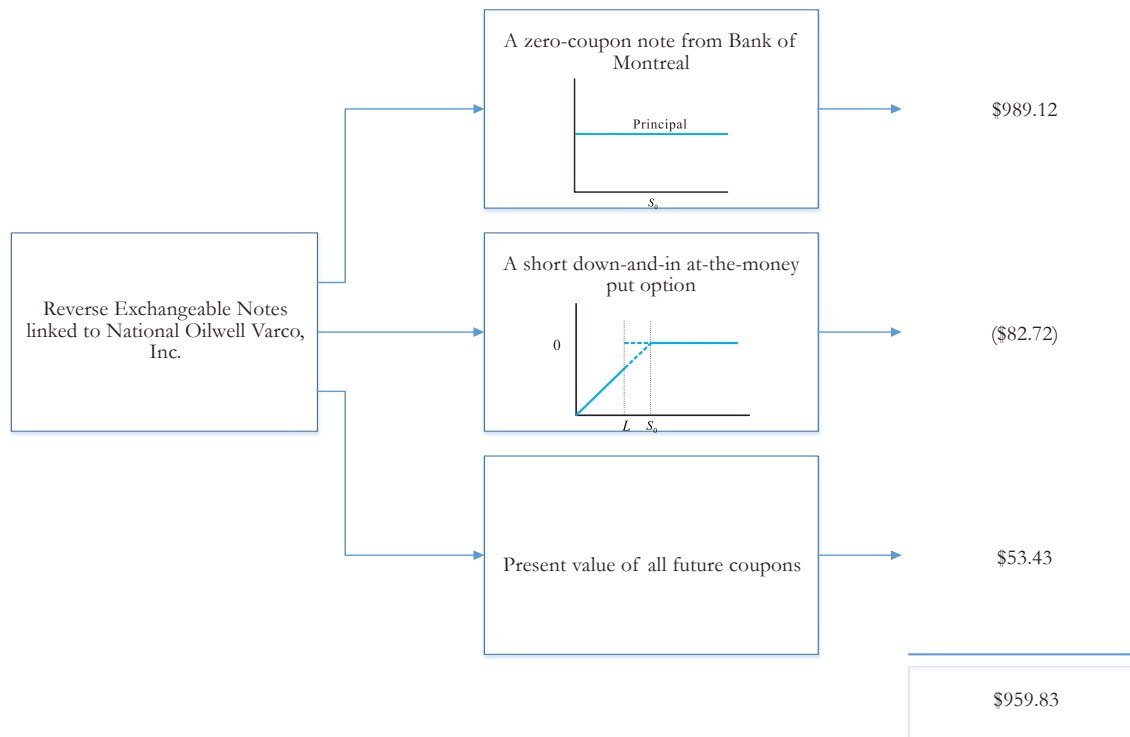 A zero-coupon note from Bank of
Montreal
Principal
S₀
$989.12
Reverse Exchangeable Notes
linked to National Oilwell Varco,
Inc.
A short down-and-in at-the-money
put option
0
L S₀
($82.72)
Present value of all future coupons
$53.43
$959.83